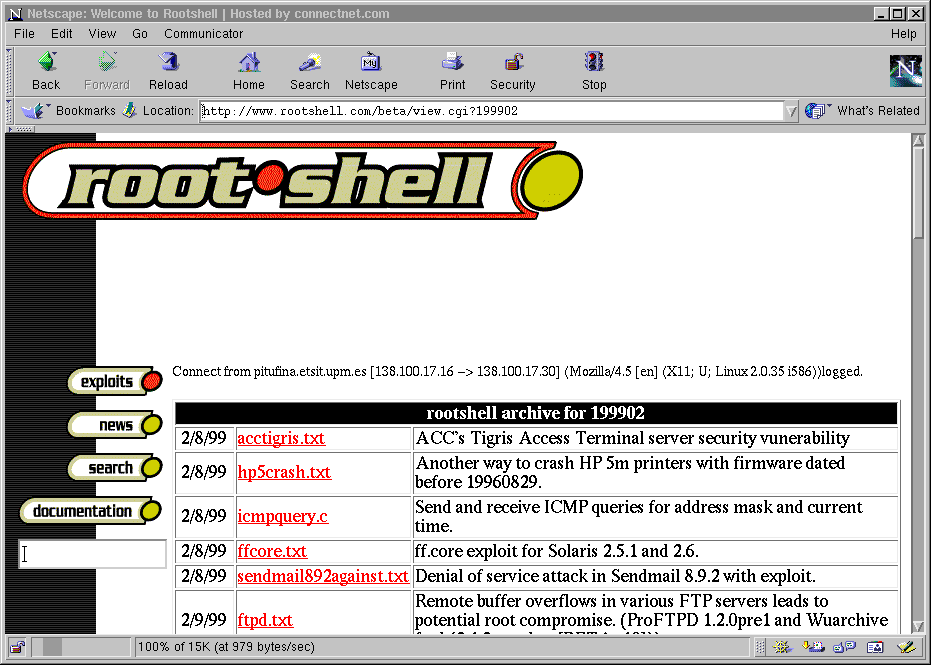 Netscape: Welcome to Rootshell | Hosted by connectnet.com
File Edit View Go Communicator Help
My
Back Forward Reload Home Search Netscape Print Security Stop
N
Bookmarks Location: http://www.rootshell.com/beta/view.cgi?199902 What's Related
root shell
Connect from pitufina.etsit.upm.es [138.100.17.16 -> 138.100.17.30] (Mozilla/4.5 [en] (X11; U; Linux 2.0.35 i586))logged.
exploits
news
search
documentation
rootshell archive for 199902
2/8/99 acctigris.txt ACC's Tigris Access Terminal server security vunerability
2/8/99 hp5crash.txt Another way to crash HP 5m printers with firmware dated
before 19960829.
2/8/99 icmpquery.c Send and receive ICMP queries for address mask and current
time.
2/8/99 ffcore.txt ff.core exploit for Solaris 2.5.1 and 2.6.
2/8/99 sendmail892against.txt Denial of service attack in Sendmail 8.9.2 with exploit.
2/9/99 ftpd.txt Remote buffer overflows in various FTP servers leads to
potential root compromise. (ProFTPD 1.2.0pre1 and Wuarchive
100% of 15K (at 979 bytes/sec)